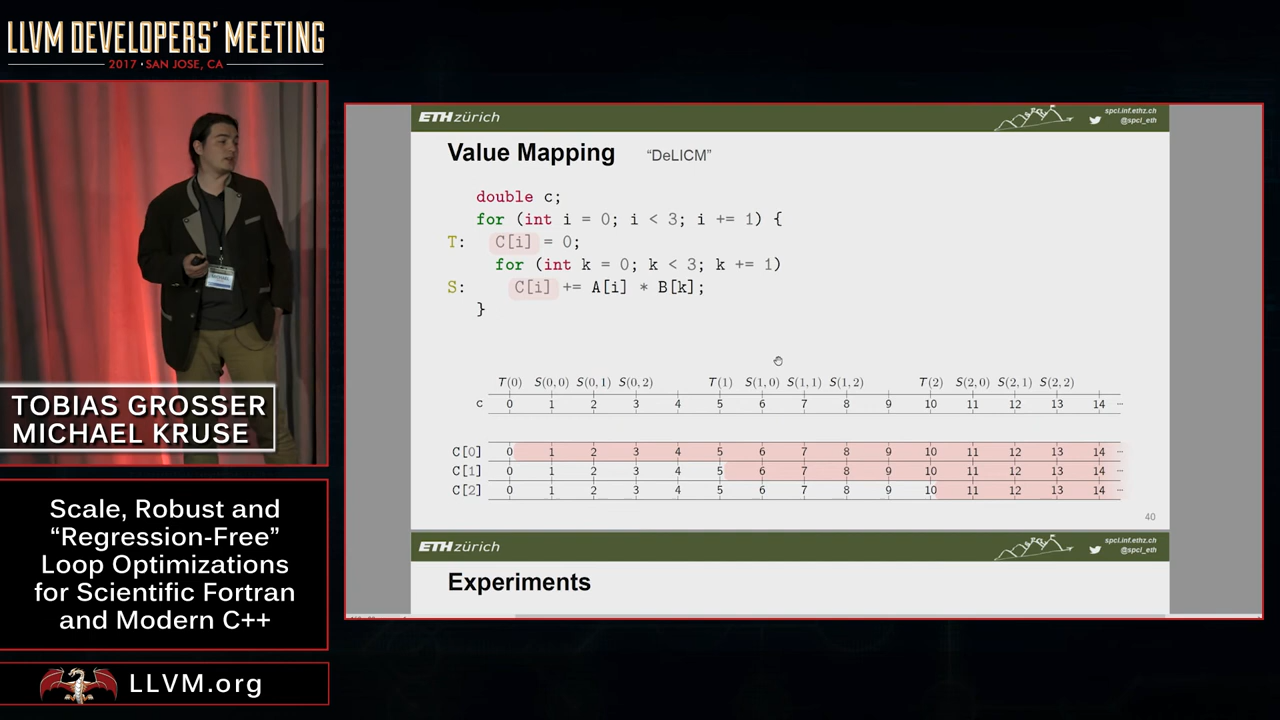 LLVM DEVELOPERS' MEETING
2017 · SAN JOSE, CA
TOBIAS GROSSER
MICHAEL KRUSE
Scale, Robust and
“Regression-Free”
Loop Optimizations
for Scientific Fortran
and Modern C++
LLVM.org
ETH zürich
spcl.inf.ethz.ch
@spcl_eth
Value Mapping “DeLICM”
double c;
for (int i = 0; i < 3; i += 1) {
T: C[i] = 0;
for (int k = 0; k < 3; k += 1)
S: C[i] += A[i] * B[k];
}
T(0) S(0,0) S(0,1) S(0,2) T(1) S(1,0) S(1,1) S(1,2) T(2) S(2,0) S(2,1) S(2,2)
c 0 1 2 3 4 5 6 7 8 9 10 11 12 13 14 ...
C[0] 0 1 2 3 4 5 6 7 8 9 10 11 12 13 14 ...
C[1] 0 1 2 3 4 5 6 7 8 9 10 11 12 13 14 ...
C[2] 0 1 2 3 4 5 6 7 8 9 10 11 12 13 14 ...
40
ETH zürich
spcl.inf.ethz.ch
@spcl_eth
Experiments